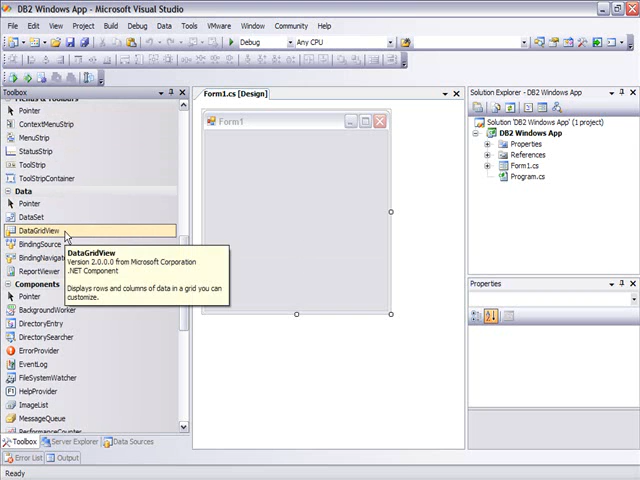 DB2 Windows App - Microsoft Visual Studio
File Edit View Project Build Debug Data Tools VMware Window Community Help
Debug Any CPU
Toolbox
Menus & Toolbars
Pointer
ContextMenuStrip
MenuStrip
StatusStrip
ToolStrip
ToolStripContainer
Data
Pointer
DataSet
DataGridView
BindingSource
BindingNavigator
ReportViewer
Components
Pointer
BackgroundWorker
DirectoryEntry
DirectorySearcher
ErrorProvider
EventLog
FileSystemWatcher
HelpProvider
ImageList
MessageQueue
PerformanceCounter
DataGridView
Version 2.0.0.0 from Microsoft Corporation
.NET Component
Displays rows and columns of data in a grid you can
customize.
Toolbox Server Explorer Data Sources
Form1.cs [Design]
Form1
Solution Explorer - DB2 Windows App
Solution 'DB2 Windows App' (1 project)
DB2 Windows App
Properties
References
Form1.cs
Program.cs
Properties
Error List Output
Ready